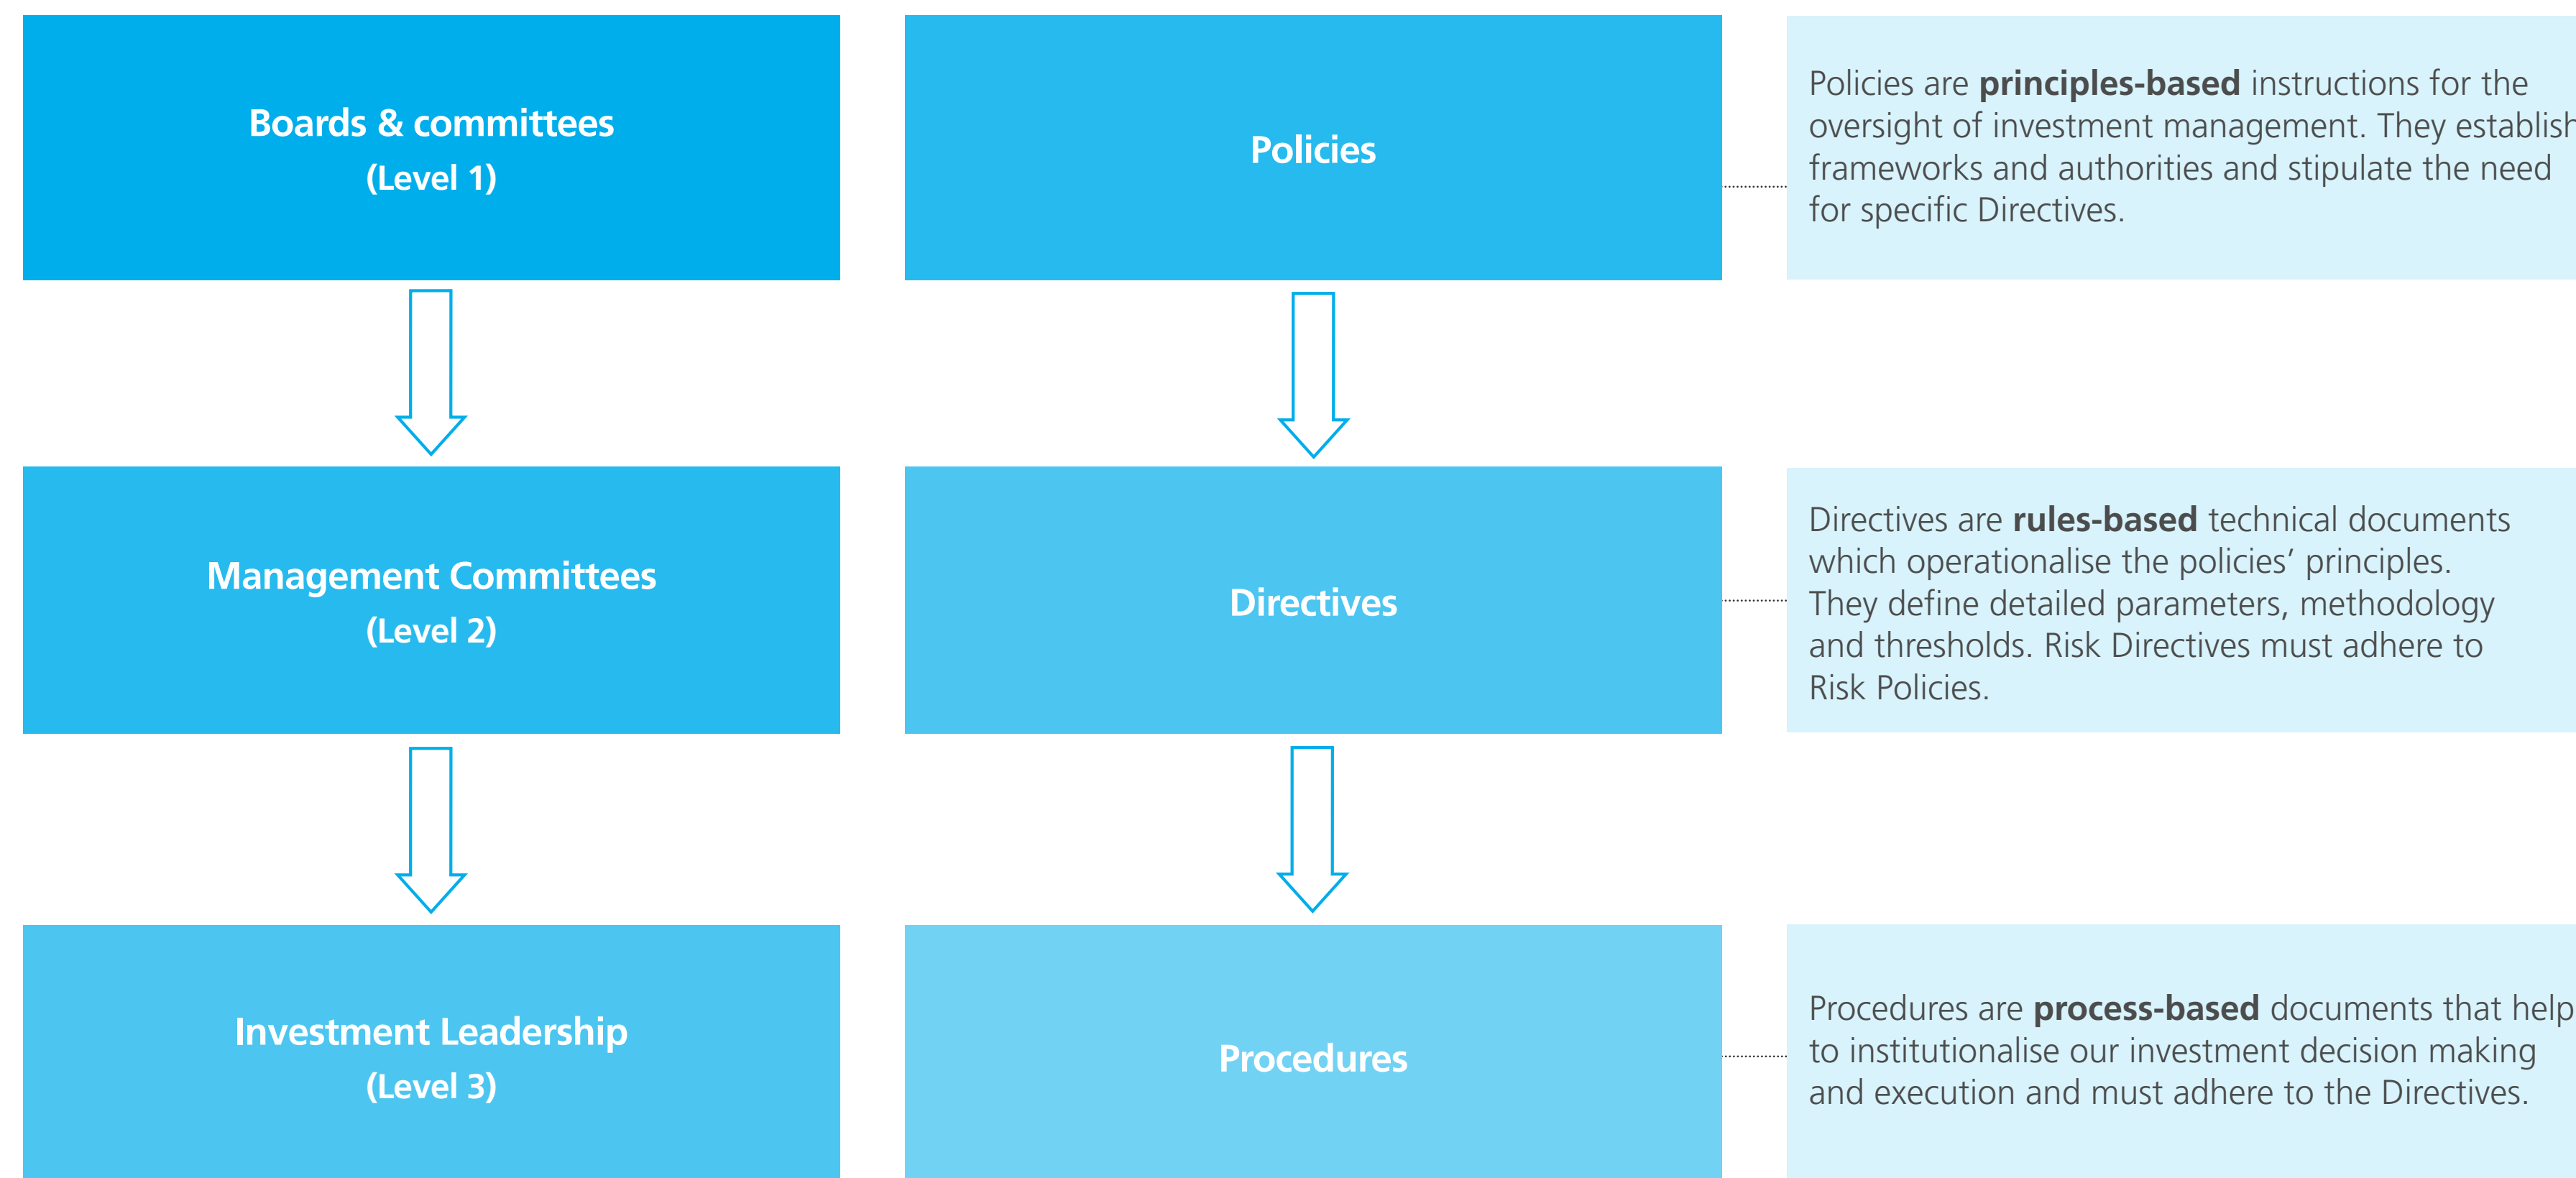 Boards & committees
(Level 1)
Policies
Policies are principles-based instructions for the
oversight of investment management. They establish
frameworks and authorities and stipulate the need
for specific Directives.
Management Committees
(Level 2)
Directives
Directives are rules-based technical documents
which operationalise the policies’ principles.
They define detailed parameters, methodology
and thresholds. Risk Directives must adhere to
Risk Policies.
Investment Leadership
(Level 3)
Procedures
Procedures are process-based documents that help
to institutionalise our investment decision making
and execution and must adhere to the Directives.